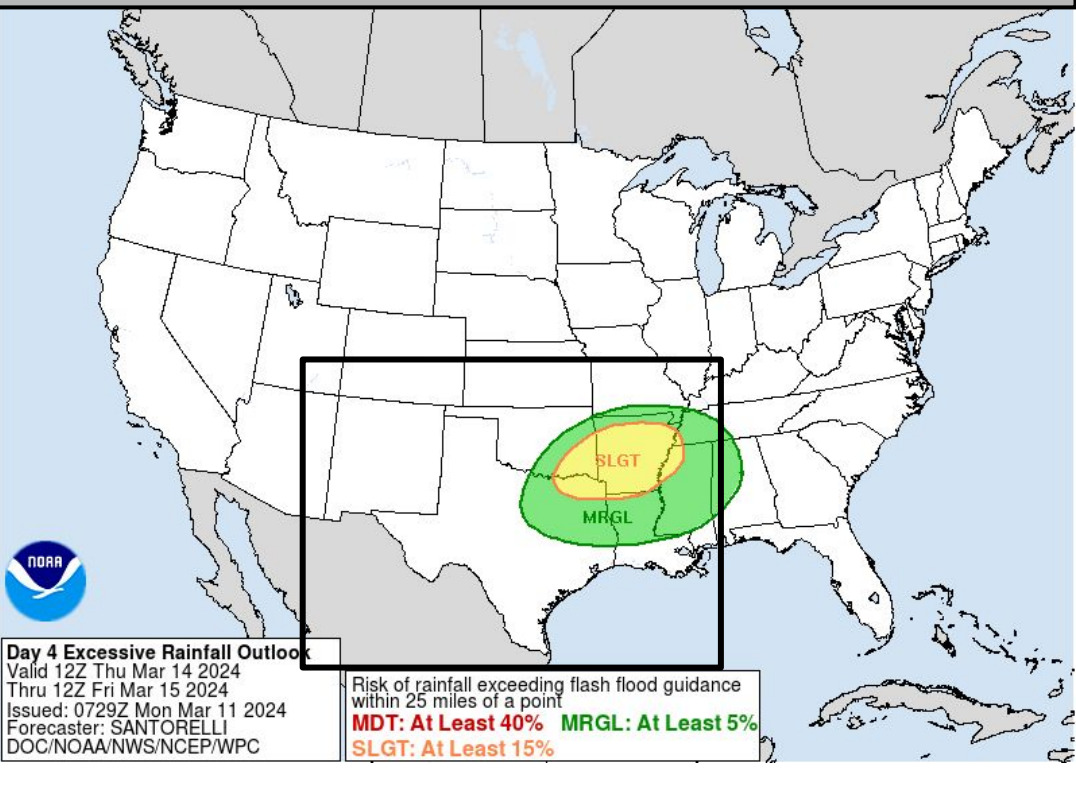 SLGT
MRGL
NOAA
Day 4 Excessive Rainfall Outlook
Valid 12Z Thu Mar 14 2024
Thru 12Z Fri Mar 15 2024
Issued: 0729Z Mon Mar 11 2024
Forecaster: SANTORELLI
DOC/NOAA/NWS/NCEP/WPC
Risk of rainfall exceeding flash flood guidance
within 25 miles of a point
MDT: At Least 40% MRGL: At Least 5%
SLGT: At Least 15%